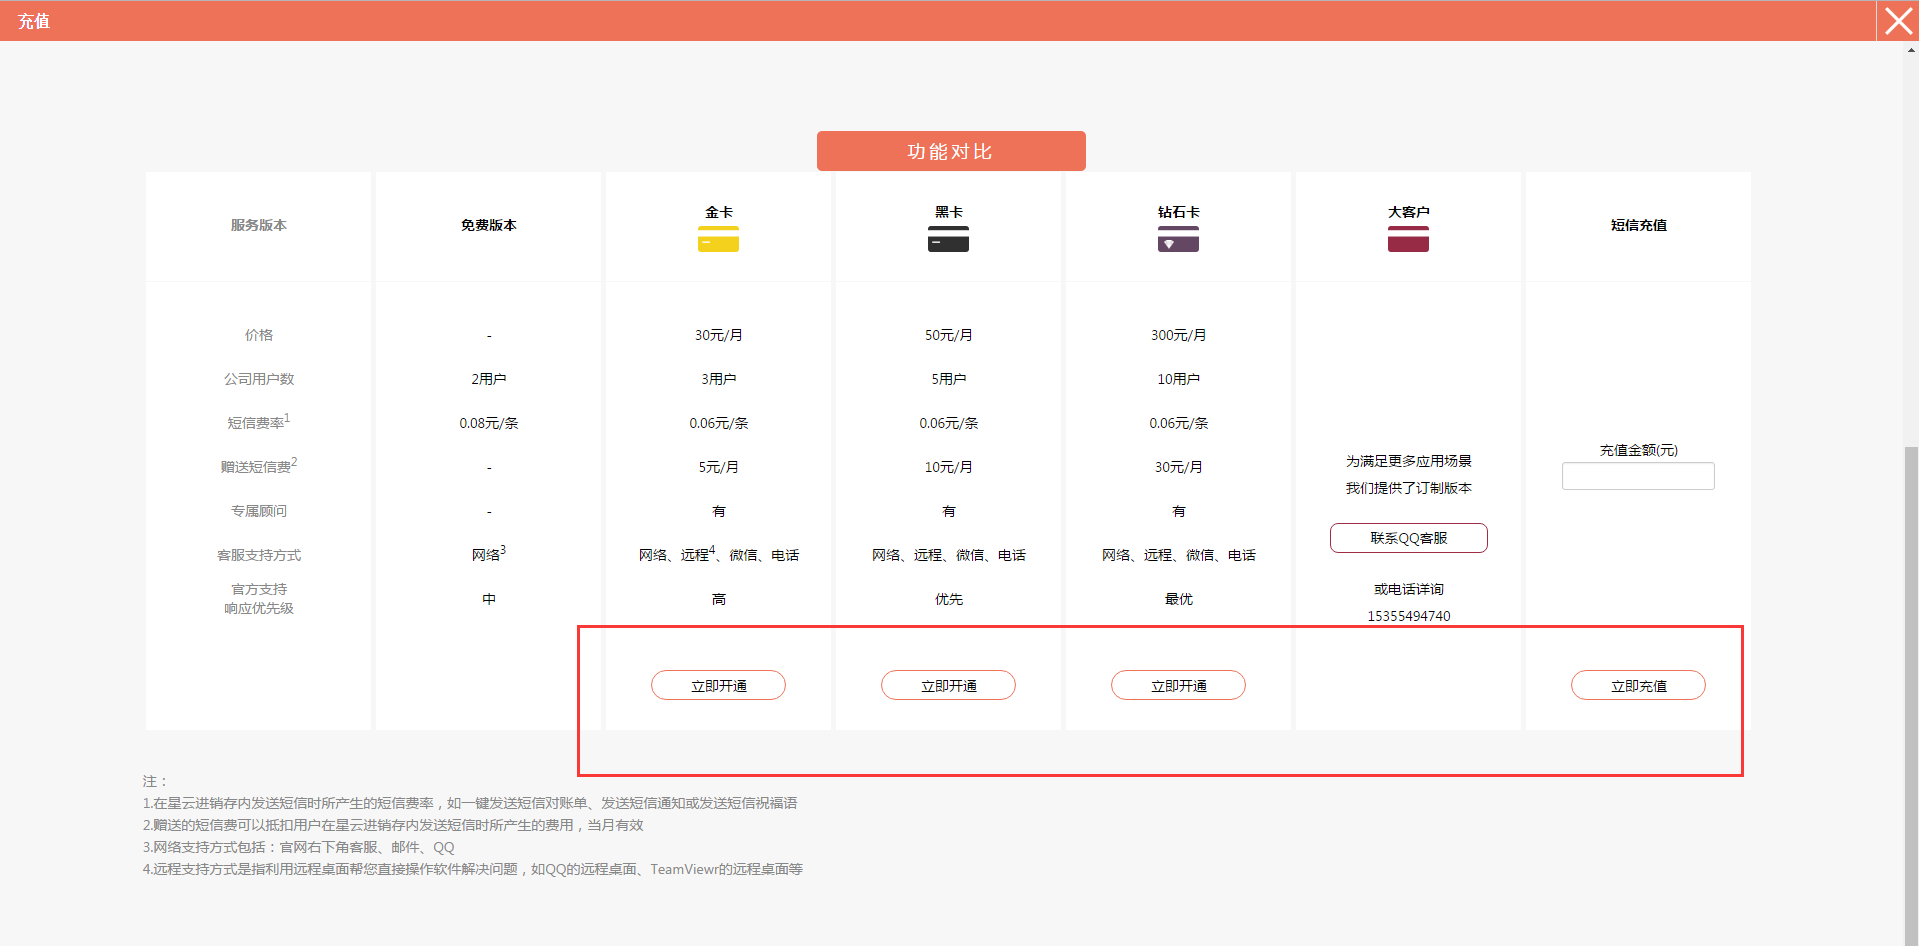 充值
功能对比
服务版本 免费版本 金卡 黑卡 钻石卡 大客户 短信充值
价格 - 30元/月 50元/月 300元/月
公司用户数 2用户 3用户 5用户 10用户
短信费率1 0.08元/条 0.06元/条 0.06元/条 0.06元/条
赠送短信费2 - 5元/月 10元/月 30元/月
专属顾问 - 有 有 有
客服支持方式 网络3 网络、远程4、微信、电话 网络、远程、微信、电话 网络、远程、微信、电话
官方支持
响应优先级 中 高 优先 最优
为满足更多应用场景
我们提供了订制版本
联系QQ客服
或电话详询
15355494740
充值金额(元)
立即开通 立即开通 立即开通 立即充值
注：
1.在星云进销存内发送短信时所产生的短信费率，如一键发送短信对账单、发送短信通知或发送短信祝福语
2.赠送的短信费可以抵扣用户在星云进销存内发送短信时所产生的费用，当月有效
3.网络支持方式包括：官网右下角客服、邮件、QQ
4.远程支持方式是指利用远程桌面帮您直接操作软件解决问题，如QQ的远程桌面、TeamViewr的远程桌面等